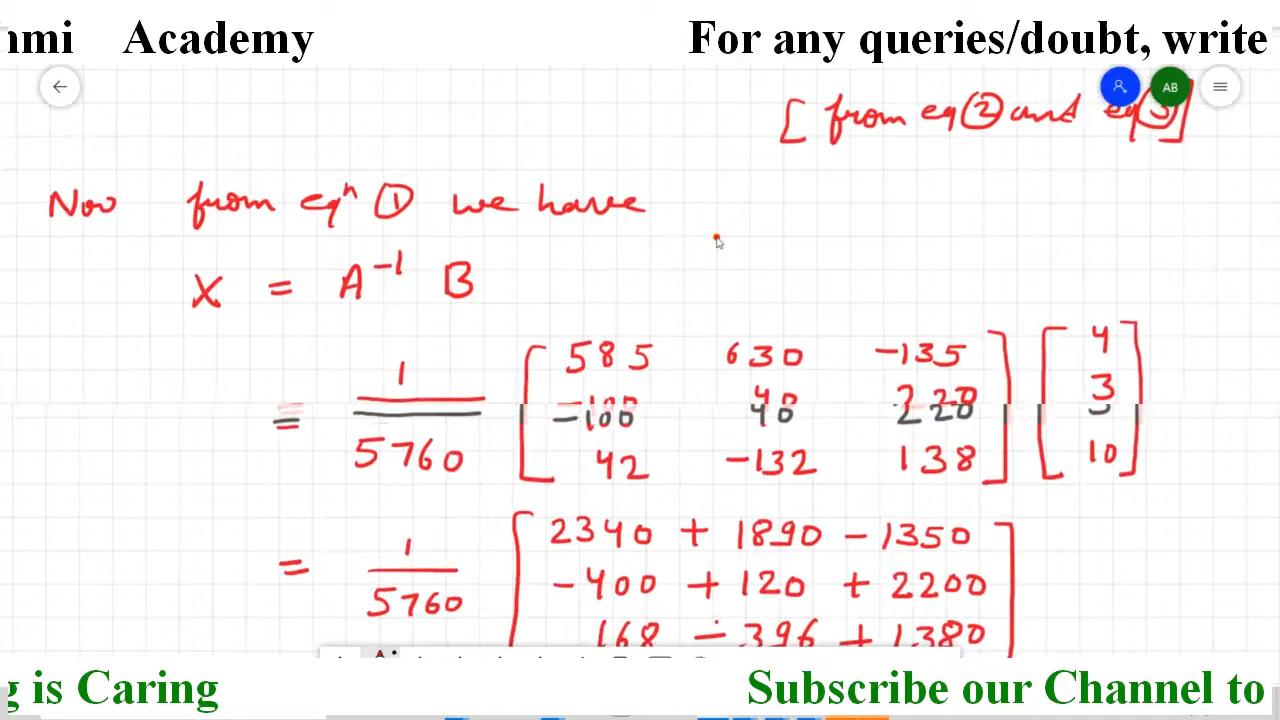 nmi Academy For any queries/doubt, write
AB
[ from eq ② and eq ③ ]
Now from eqⁿ ① we have
X = A⁻¹ B
= 1/5760 [ 585 630 -135 ] [ 4 ]
[ -100 40 220 ] [ 3 ]
[ 42 -132 138 ] [ 10 ]
= 1/5760 [ 2340 + 1890 - 1350 ]
[ -400 + 120 + 2200 ]
[ 168 - 396 + 1380 ]
g is Caring Subscribe our Channel to